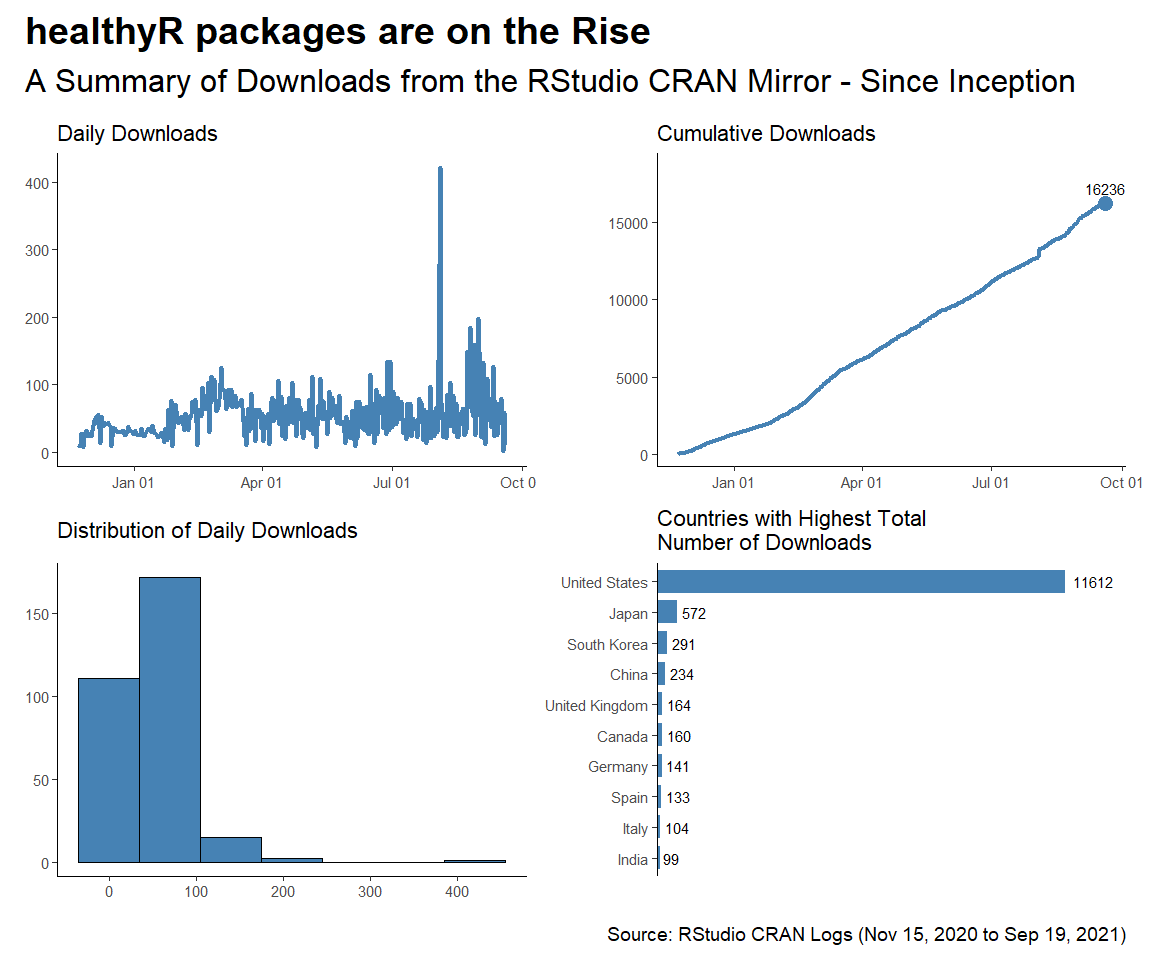 healthyR packages are on the Rise
A Summary of Downloads from the RStudio CRAN Mirror - Since Inception
Daily Downloads
400
300
200
100
0
Jan 01
Apr 01
Jul 01
Oct 0
Cumulative Downloads
16236
15000
10000
5000
0
Jan 01
Apr 01
Jul 01
Oct 01
Distribution of Daily Downloads
150
100
50
0
0
100
200
300
400
Countries with Highest Total
Number of Downloads
United States 11612
Japan 572
South Korea 291
China 234
United Kingdom 164
Canada 160
Germany 141
Spain 133
Italy 104
India 99
Source: RStudio CRAN Logs (Nov 15, 2020 to Sep 19, 2021)